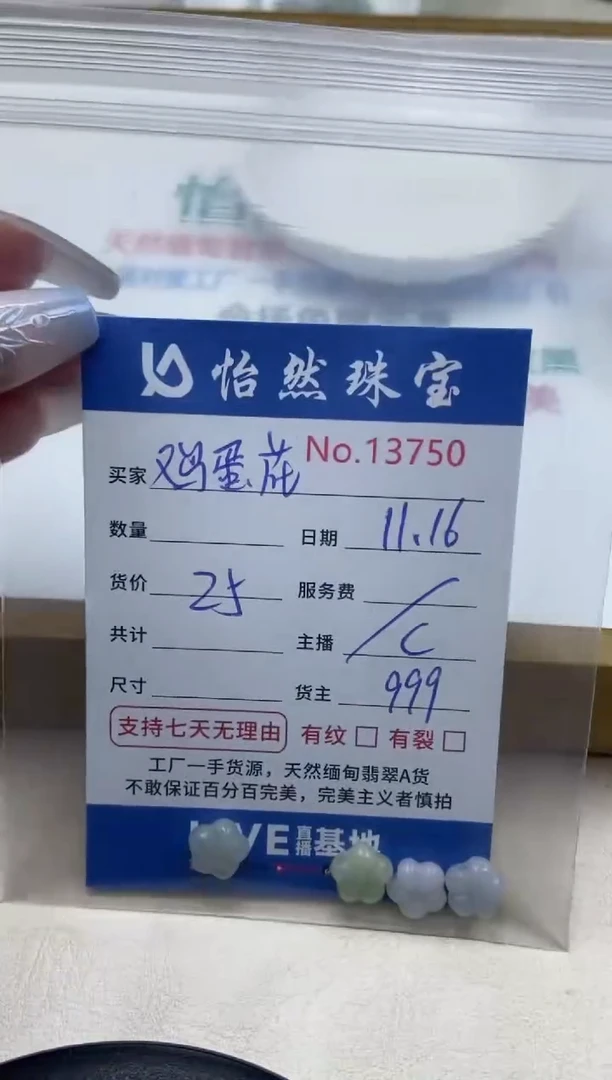 怡然珠宝
No.13750
买家 鸡蛋花
数量 日期 11.16
货价 25 服务费 /
共计 主播 C
尺寸 货主 999
支持七天无理由 有纹 □ 有裂 □
工厂一手货源，天然缅甸翡翠A货
不敢保证百分百完美，完美主义者慎拍
直播基地